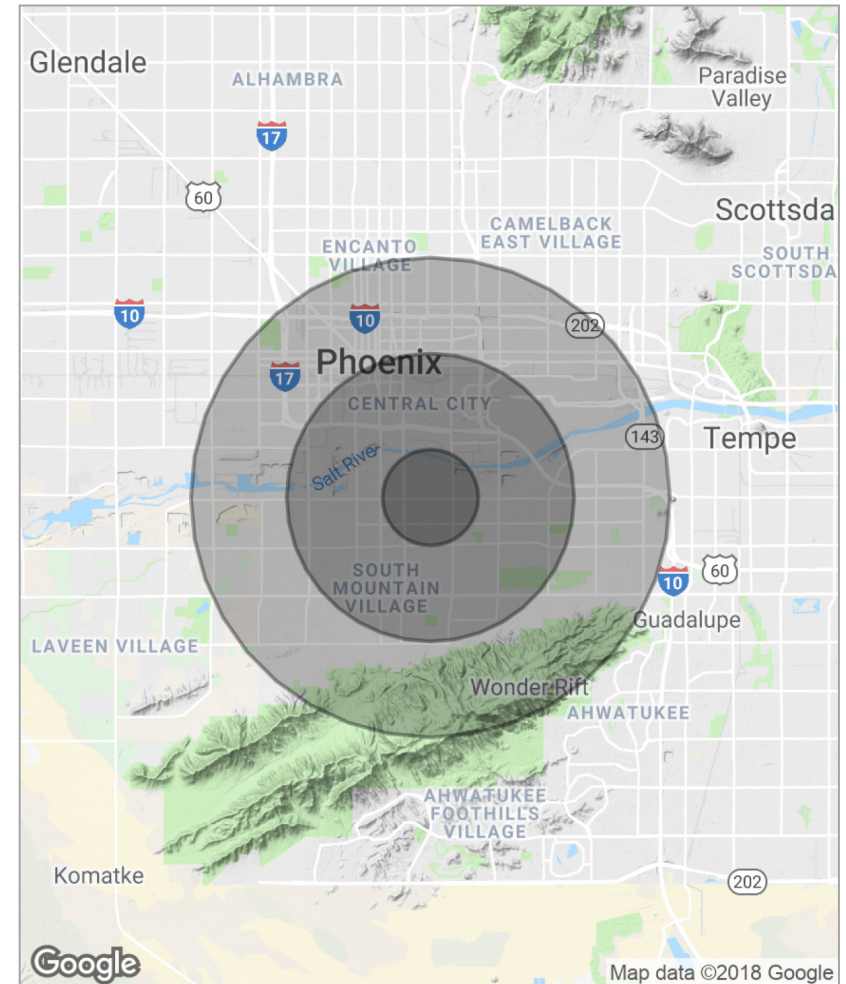 Glendale
ALHAMBRA
Paradise
Valley
17
60
Scottsda
CAMELBACK
EAST VILLAGE
ENCANTO
VILLAGE
SOUTH
SCOTTSDA
10
10
202
Phoenix
17
CENTRAL CITY
143
Tempe
Salt River
SOUTH
MOUNTAIN
VILLAGE
10
60
Guadalupe
LAVEEN VILLAGE
Wonder Rift
AHWATUKEE
AHWATUKEE
FOOTHILLS
VILLAGE
Komatke
202
Google
10
Map data ©2018 Google